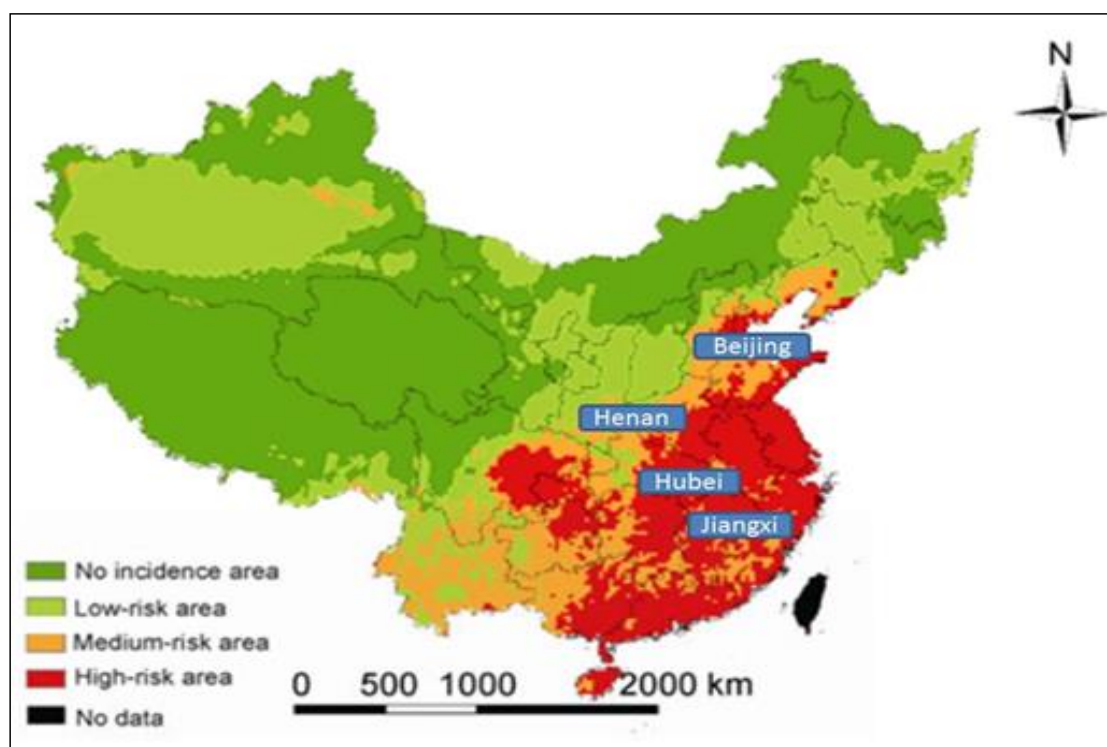 N
Beijing
Henan
Hubei
Jiangxi
No incidence area
Low-risk area
Medium-risk area
High-risk area
No data
0 500 1000 2000 km